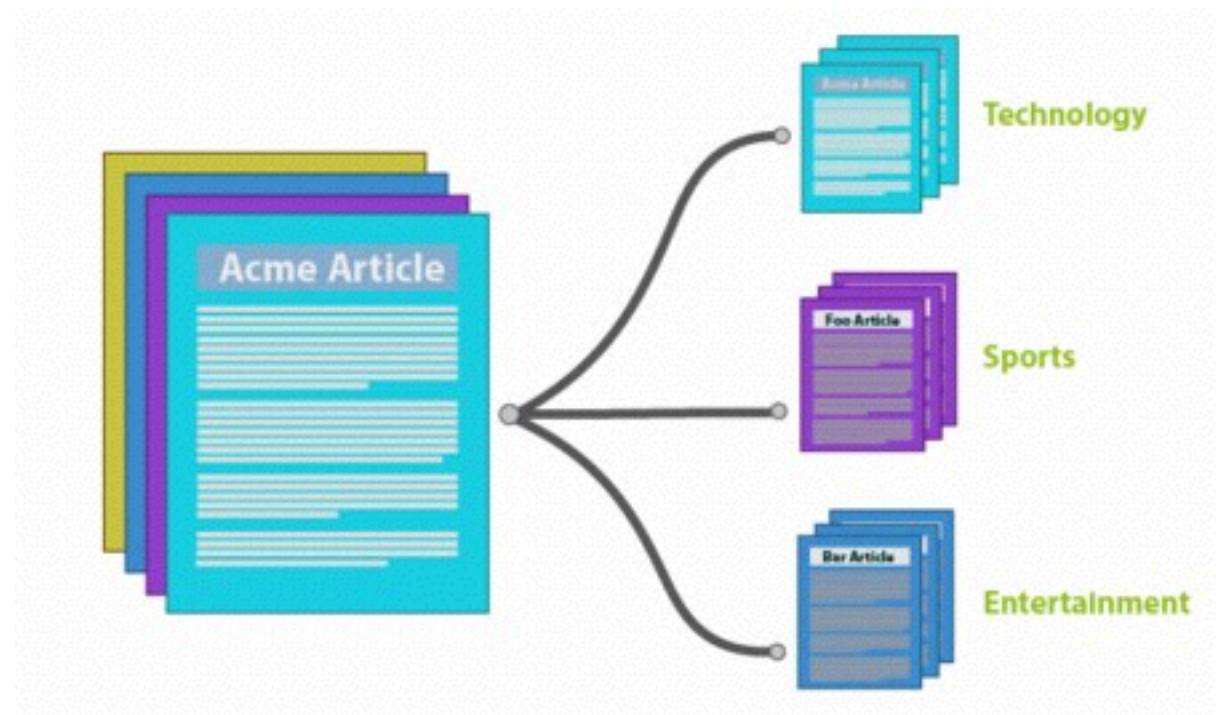 Acme Article
Acme Article
Technology
Foo Article
Sports
Bar Article
Entertainment